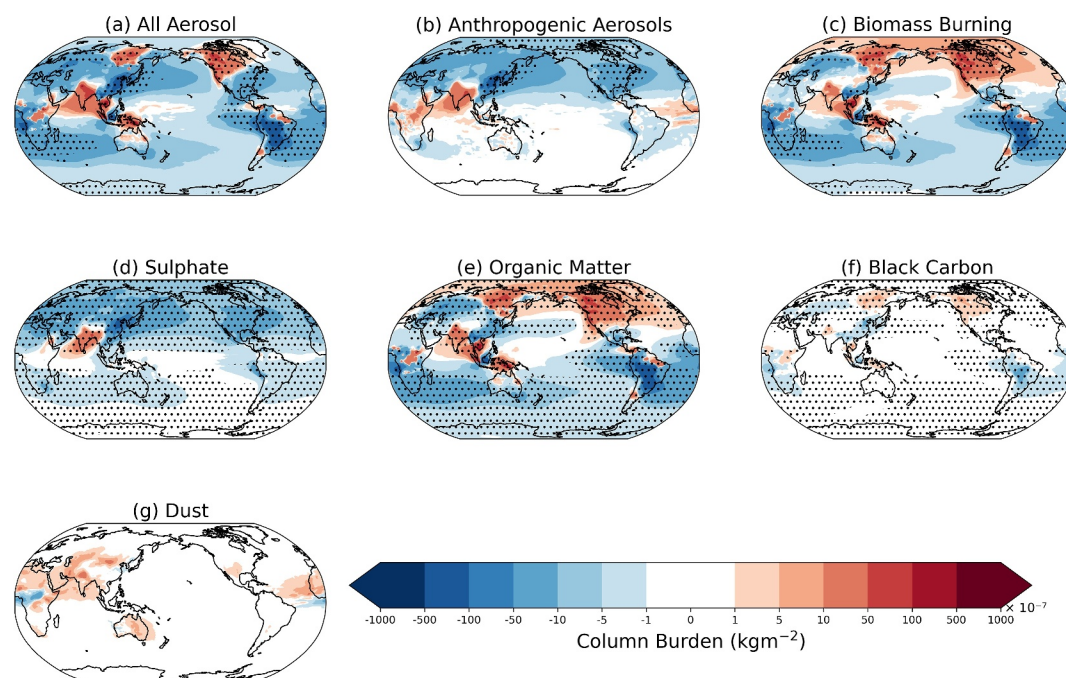 (a) All Aerosol
(b) Anthropogenic Aerosols
(c) Biomass Burning
(d) Sulphate
(e) Organic Matter
(f) Black Carbon
(g) Dust
-1000 -500 -100 -50 -10 -5 -1 0 1 5 10 50 100 500 1000 × 10⁻⁷
Column Burden (kgm⁻²)